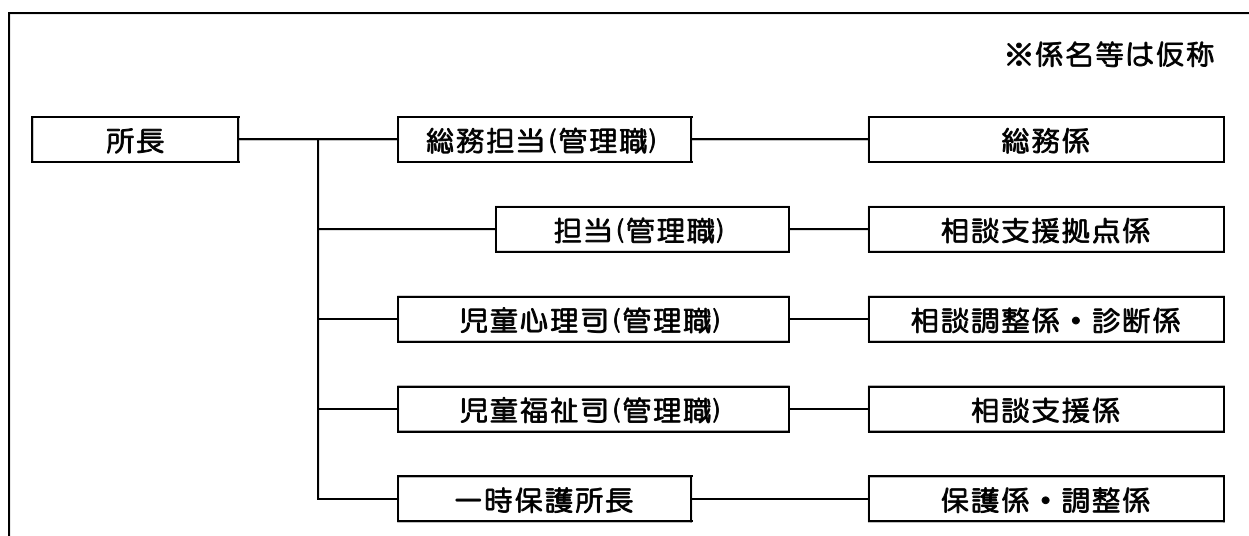 ※係名等は仮称
所長
総務担当(管理職)
総務係
担当(管理職)
相談支援拠点係
児童心理司(管理職)
相談調整係・診断係
児童福祉司(管理職)
相談支援係
一時保護所長
保護係・調整係